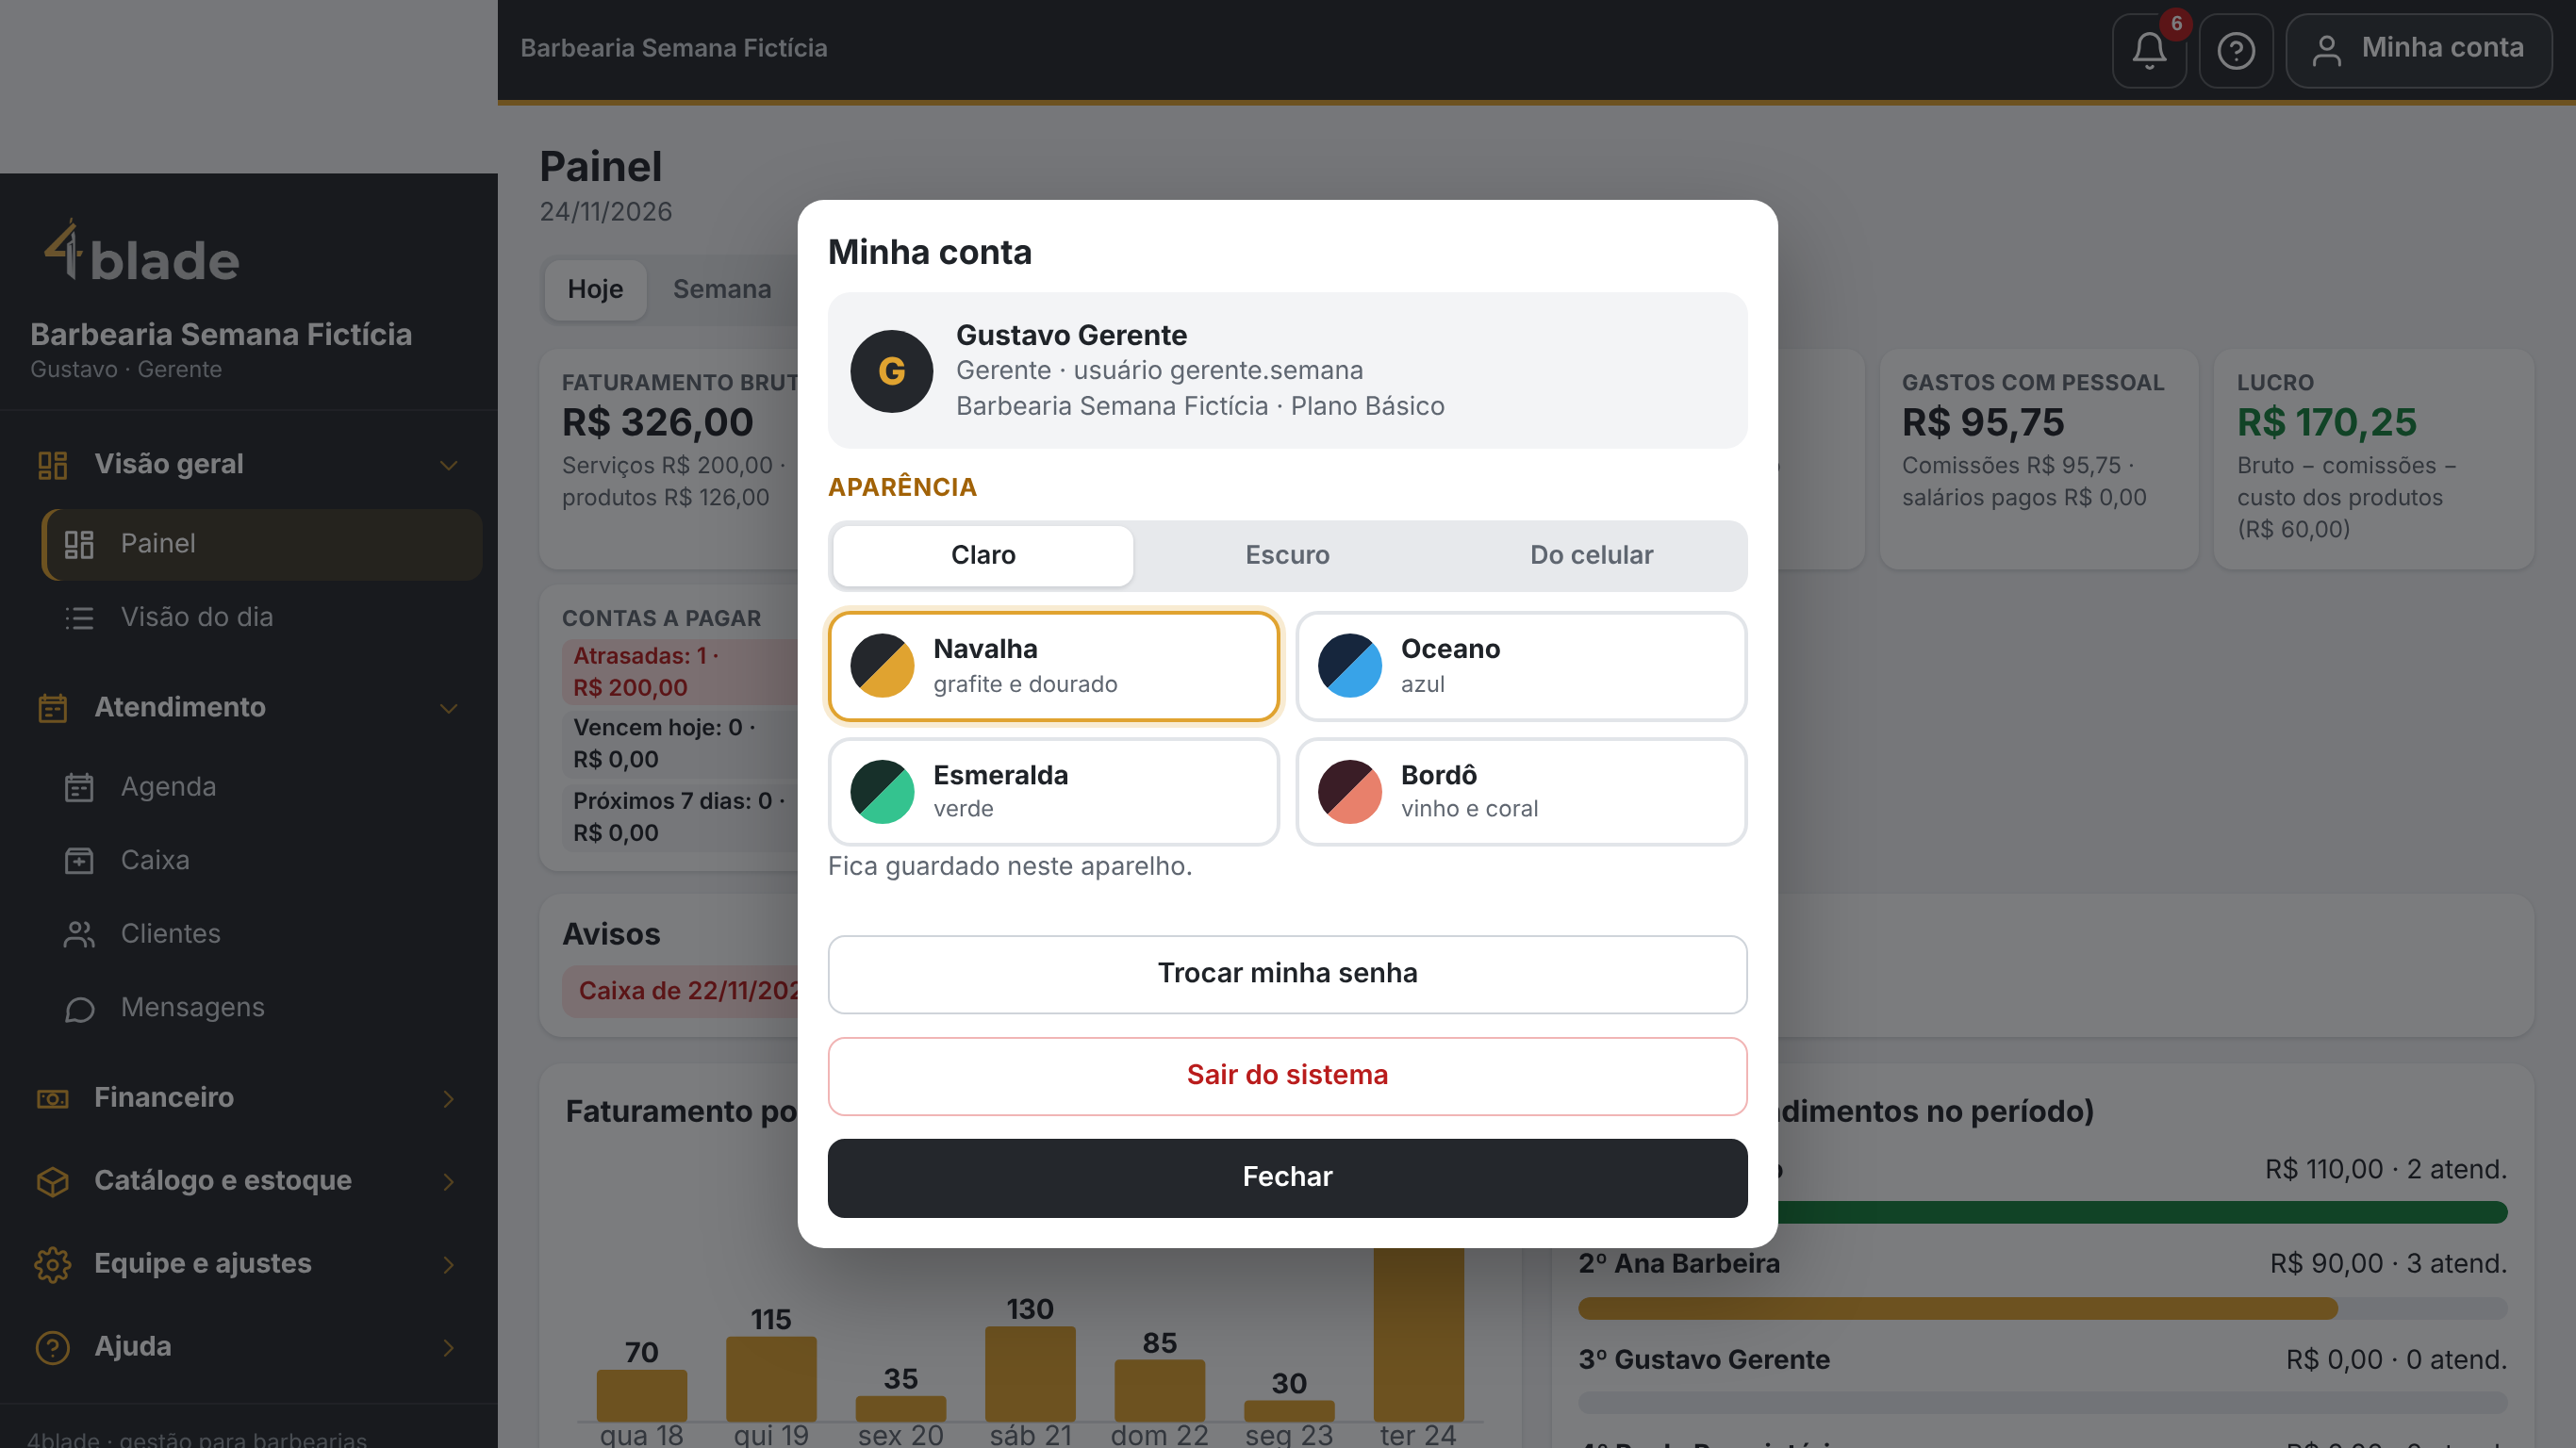 Barbearia Semana Fictícia
6
Minha conta
4blade
Barbearia Semana Fictícia
Gustavo · Gerente
Visão geral
Painel
Visão do dia
Atendimento
Agenda
Caixa
Clientes
Mensagens
Financeiro
Catálogo e estoque
Equipe e ajustes
Ajuda
4blade · gestão para barbearias
Painel
24/11/2026
Hoje
Semana
FATURAMENTO BRUT
R$ 326,00
Serviços R$ 200,00 ·
produtos R$ 126,00
GASTOS COM PESSOAL
R$ 95,75
Comissões R$ 95,75 ·
salários pagos R$ 0,00
LUCRO
R$ 170,25
Bruto – comissões –
custo dos produtos
(R$ 60,00)
CONTAS A PAGAR
Atrasadas: 1 ·
R$ 200,00
Vencem hoje: 0 ·
R$ 0,00
Próximos 7 dias: 0 ·
R$ 0,00
Avisos
Caixa de 22/11/202
Minha conta
G
Gustavo Gerente
Gerente · usuário gerente.semana
Barbearia Semana Fictícia · Plano Básico
APARÊNCIA
Claro
Escuro
Do celular
Navalha
grafite e dourado
Oceano
azul
Esmeralda
verde
Bordô
vinho e coral
Fica guardado neste aparelho.
Trocar minha senha
Sair do sistema
Fechar
Faturamento po
70
115
35
130
85
30
qua 18
qui 19
sex 20
sáb 21
dom 22
seg 23
ter 24
dimentos no período)
R$ 110,00 · 2 atend.
2º Ana Barbeira
R$ 90,00 · 3 atend.
3º Gustavo Gerente
R$ 0,00 · 0 atend.